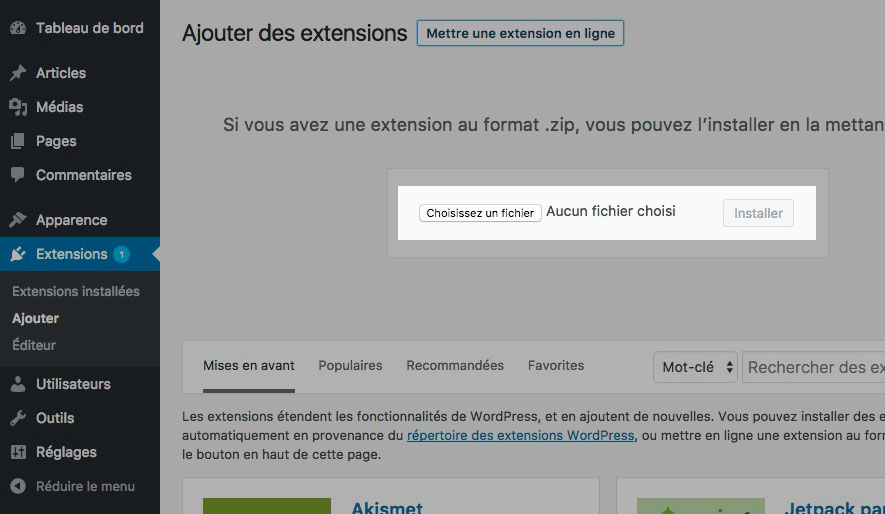 Tableau de bord
Articles
Médias
Pages
Commentaires
Apparence
Extensions 1
Extensions installées
Ajouter
Éditeur
Utilisateurs
Outils
Réglages
Réduire le menu
Ajouter des extensions Mettre une extension en ligne
Si vous avez une extension au format .zip, vous pouvez l’installer en la mettan
Choisissez un fichier Aucun fichier choisi Installer
Mises en avant Populaires Recommandées Favorites Mot-clé Rechercher des ex
Les extensions étendent les fonctionnalités de WordPress, et en ajoutent de nouvelles. Vous pouvez installer des e
automatiquement en provenance du répertoire des extensions WordPress, ou mettre en ligne une extension au for
le bouton en haut de cette page.
Akismet Jetpack par